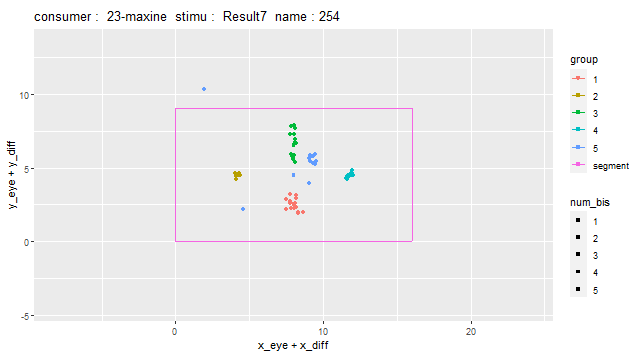 consumer :  23-maxine  stimu :  Result7  name : 254
group
1
2
3
4
5
segment
num_bis
1
2
3
4
5
y_eye + y_diff
10
5
0
-5
0
10
20
x_eye + x_diff